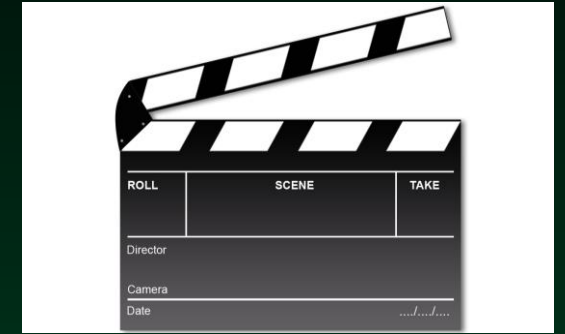 ROLL SCENE TAKE
Director
Camera
Date ..../..../....